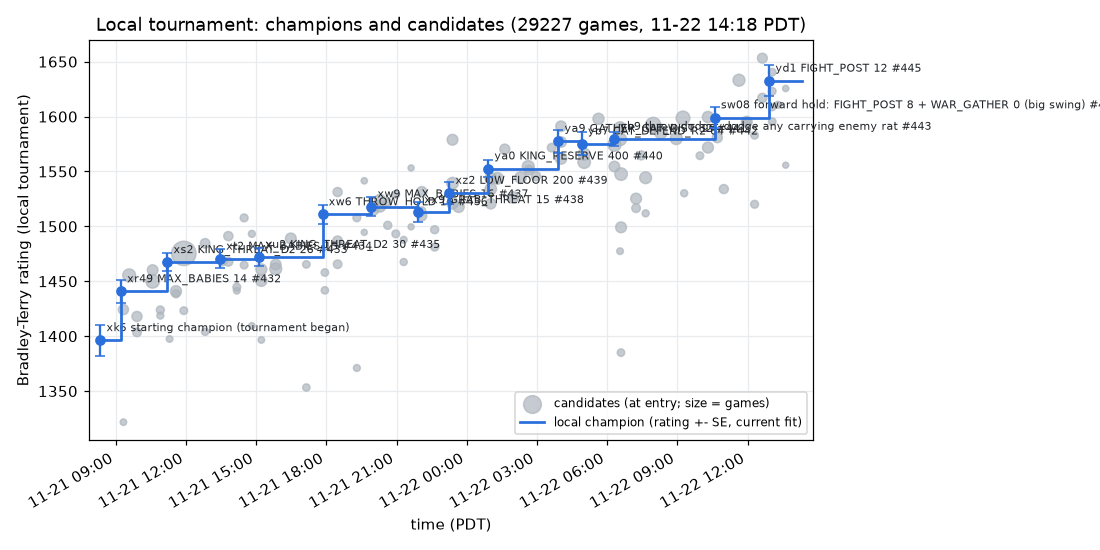 Local tournament: champions and candidates (29227 games, 11-22 14:18 PDT)
Bradley-Terry rating (local tournament)
1650
1600
1550
1500
1450
1400
1350
yd1 FIGHT_POST 12 #445
sw08 forward hold: FIGHT_POST 8 + WAR_GATHER 0 (big swing)
any carrying enemy rat #443
ya0 KING_RESERVE 400 #440
xz2 LOW_FLOOR 200 #439
xw9 MAX_BABIES
THREAT 15 #438
xw6 THROW_HOLD
xs2 KING_THREAT_D2 26 #433
30 #435
xr49 MAX_BABIES 14 #432
xk5 starting champion (tournament began)
candidates (at entry; size = games)
local champion (rating +- SE, current fit)
11-21 09:00
11-21 12:00
11-21 15:00
11-21 18:00
11-21 21:00
11-22 00:00
11-22 03:00
11-22 06:00
11-22 09:00
11-22 12:00
time (PDT)